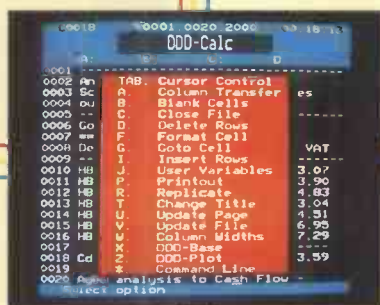 00018 0001 0020 2000 00:18:13
DDD-Calc
A: D
0001
0002 An TAB. Cursor Control
0003 Sc A. Column Transfer es
0004 ou B. Blank Cells
0005 -- C. Close File ----
0006 Go D. Delete Rows
0007 == F. Format Cell
0008 De G. Goto Cell VAT
0009 -- I. Insert Rows ----
0010 HB J. User Variables 3.07
0011 HB P. Printout 3.90
0012 HB R. Replicate 4.83
0013 HB T. Change Title 3.04
0014 HB U. Update Page 4.51
0015 HB V. Update File 6.95
0016 HB W. Column Widths 7.29
0017 X. DDD-Base ----
0018 Cd Z. DDD-Plot 3.59
0019 *. Command Line
0020 analysis to Cash Flow -
Select option